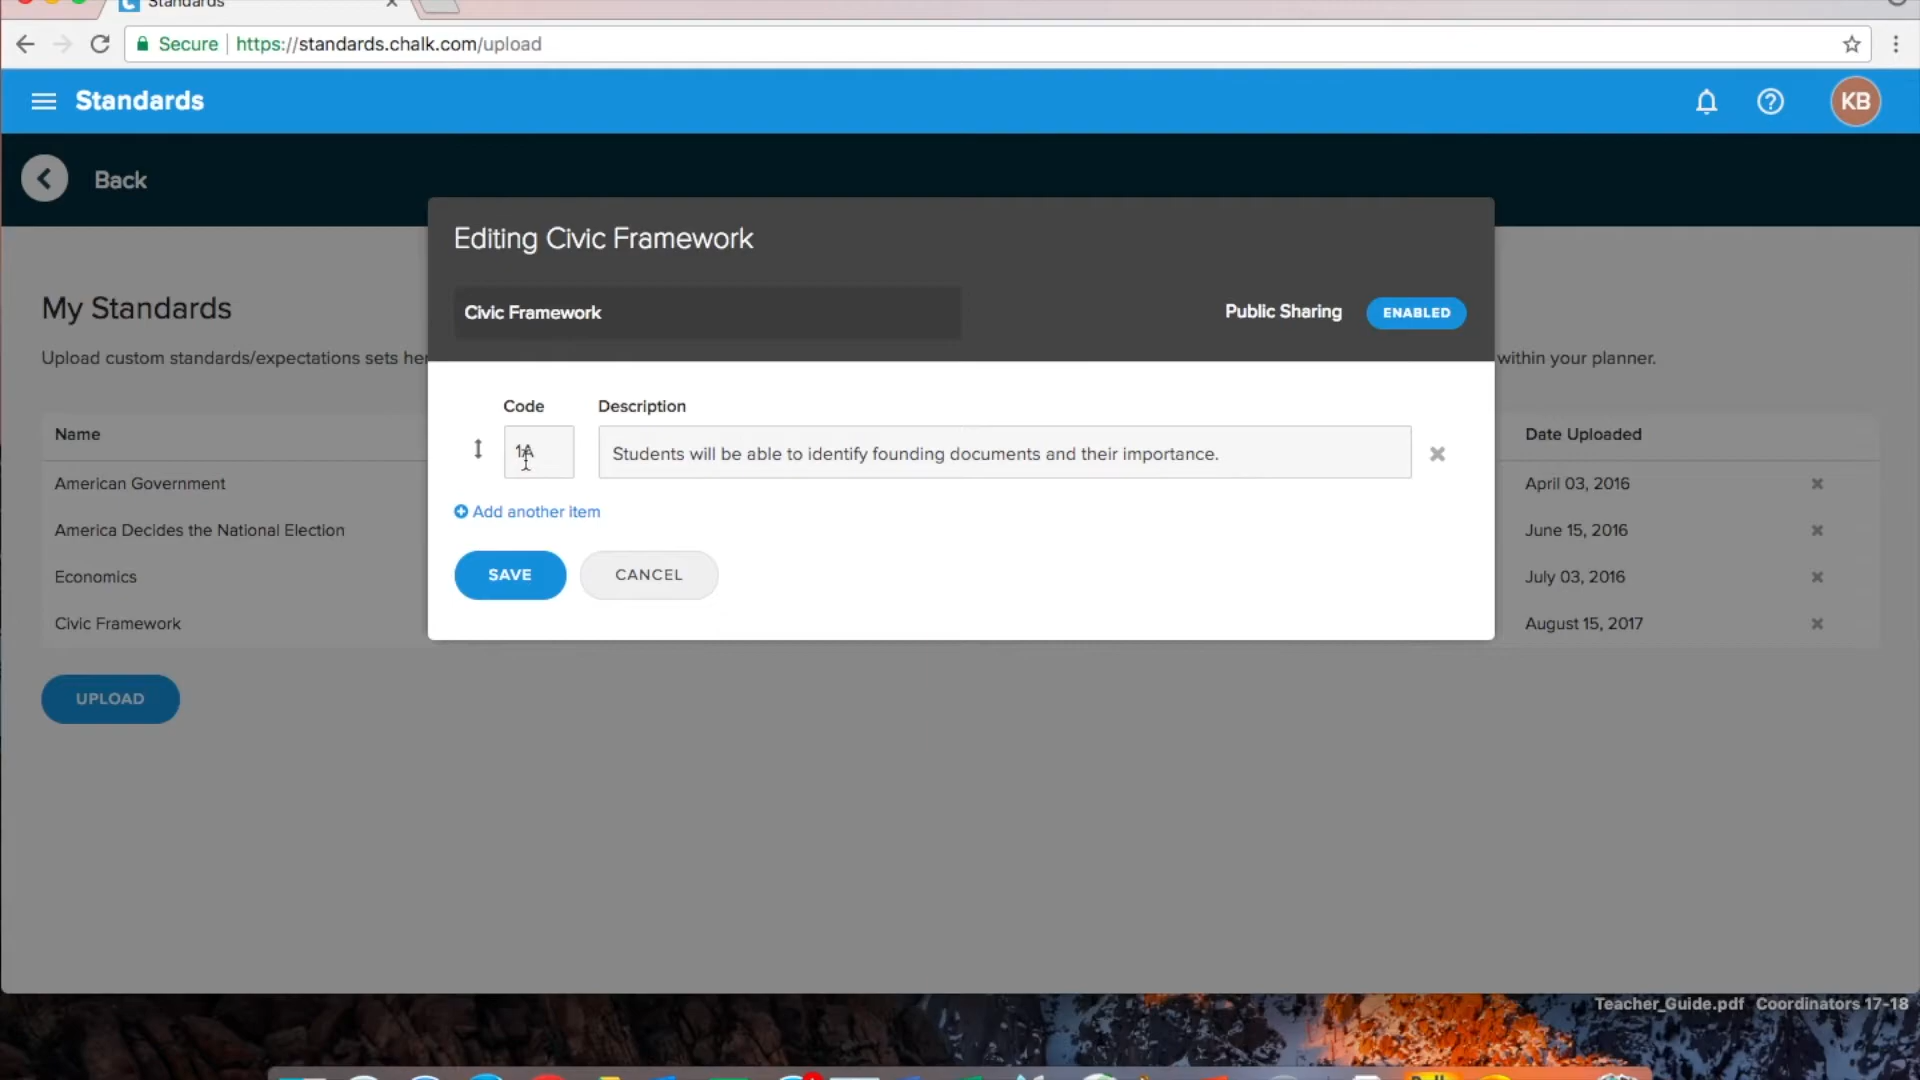 Standards
Secure https://standards.chalk.com/upload
Standards
KB
Back
Editing Civic Framework
Civic Framework
Public Sharing ENABLED
My Standards
Upload custom standards/expectations sets
within your planner.
Code Description
Name
Date Uploaded
1A Students will be able to identify founding documents and their importance.
American Government April 03, 2016
Add another item
America Decides the National Election June 15, 2016
SAVE CANCEL
Economics July 03, 2016
Civic Framework August 15, 2017
UPLOAD
Teacher_Guide.pdf Coordinators 17-18